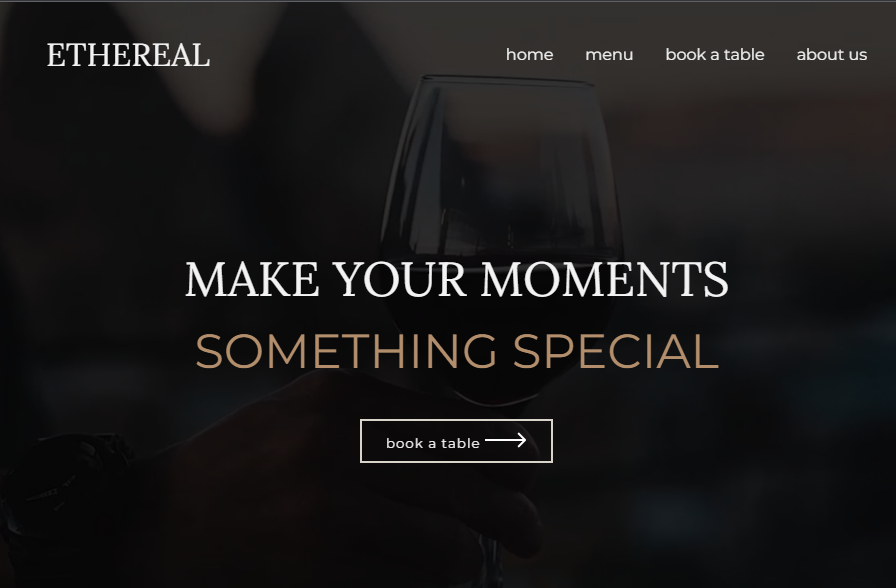 ETHEREAL
home menu book a table about us
MAKE YOUR MOMENTS
SOMETHING SPECIAL
book a table